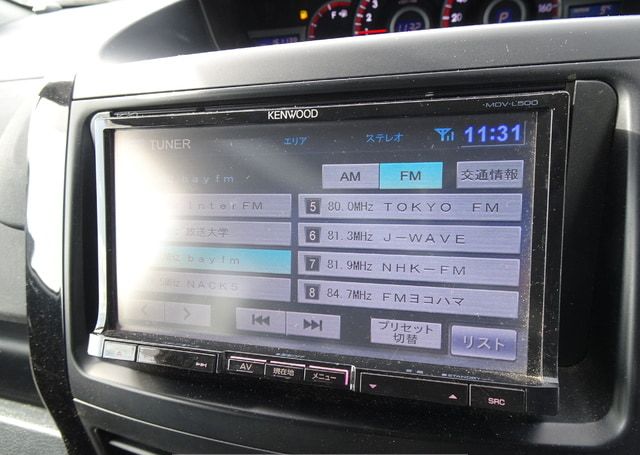 1132
P
160
KENWOOD
MDV-L500
TUNER
エリア
ステレオ
11:31
bayfm
AM
FM
交通情報
InterFM
5 80.0MHz TOKYO FM
放送大学
6 81.3MHz J-WAVE
bayfm
7 81.9MHz NHK-FM
NACK5
8 84.7MHz FMヨコハマ
プリセット
切替
リスト
AV
現在地
メニュー
SRC